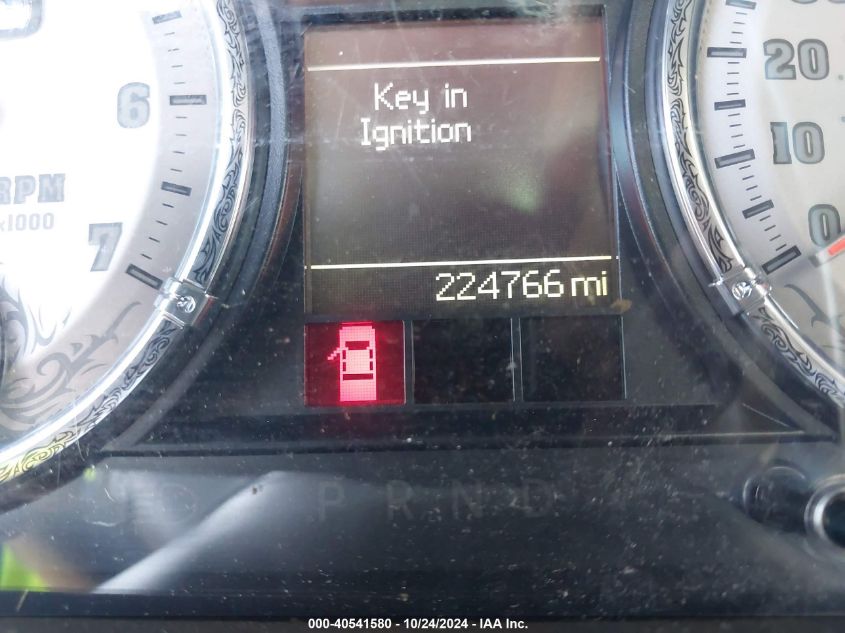 Key in
Ignition
224766 mi
6
7
RPM
x1000
20
10
0
P R N D
000-40541580 - 10/24/2024 - IAA Inc.